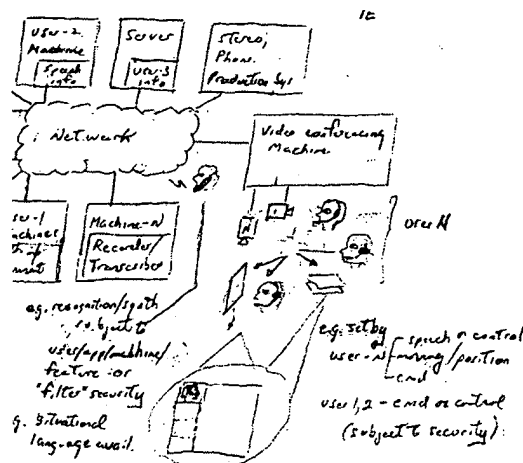 User-2
Machine
Speech
info
Server
User-3
info
Stereo,
Phone
Production Sys
Network
Video conferencing
Machine
User N
Machine-N
Recorder/
Transcriber
e.g. recognition/synth
subject to
user/app/machine/
feature or
"filter" security
g. situational
language avail.
e.g. set by
user-N
speech or control
moving/position
cmd
user 1,2 - cmd or control
(subject to security)